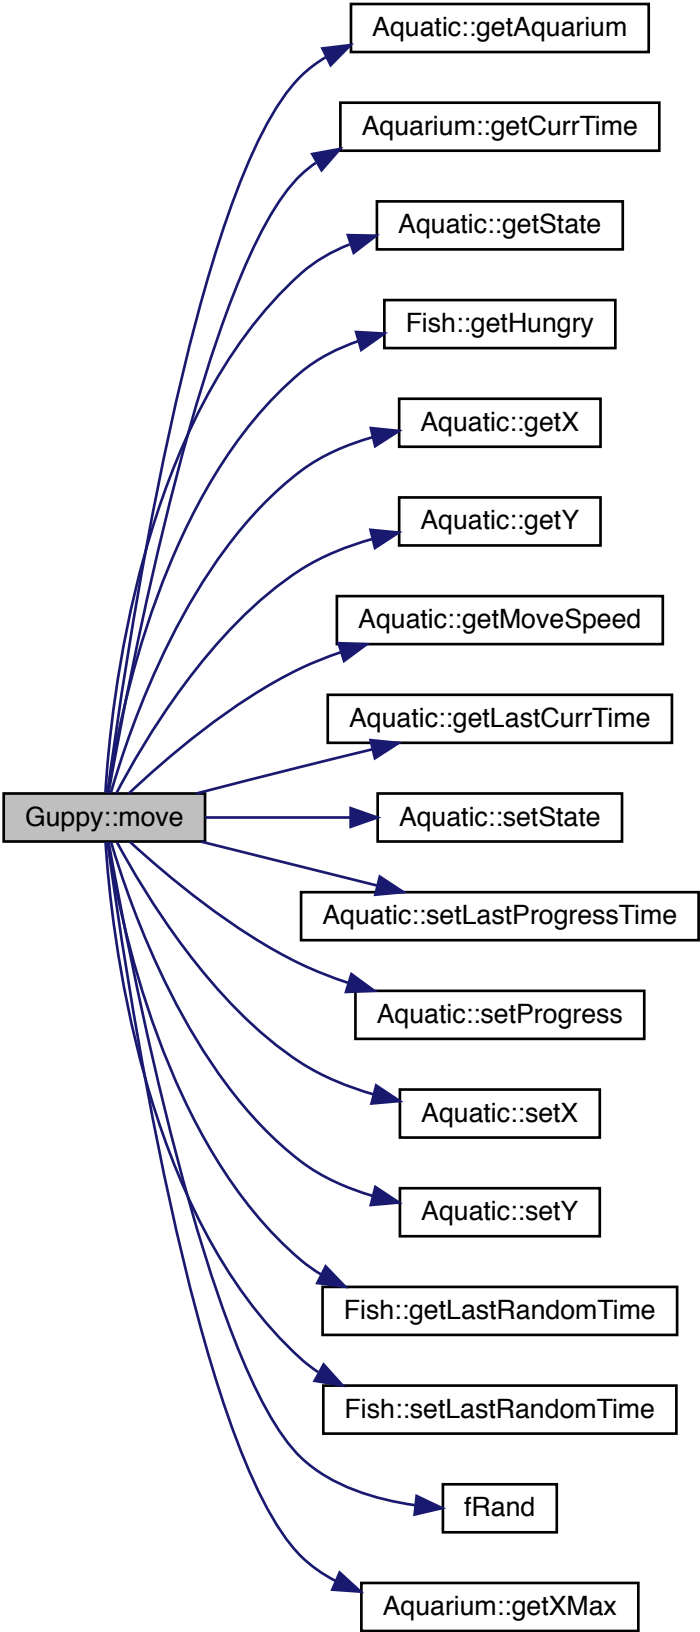 Aquatic::getAquarium
Aquarium::getCurrTime
Aquatic::getState
Fish::getHungry
Aquatic::getX
Aquatic::getY
Aquatic::getMoveSpeed
Aquatic::getLastCurrTime
Guppy::move
Aquatic::setState
Aquatic::setLastProgressTime
Aquatic::setProgress
Aquatic::setX
Aquatic::setY
Fish::getLastRandomTime
Fish::setLastRandomTime
fRand
Aquarium::getXMax